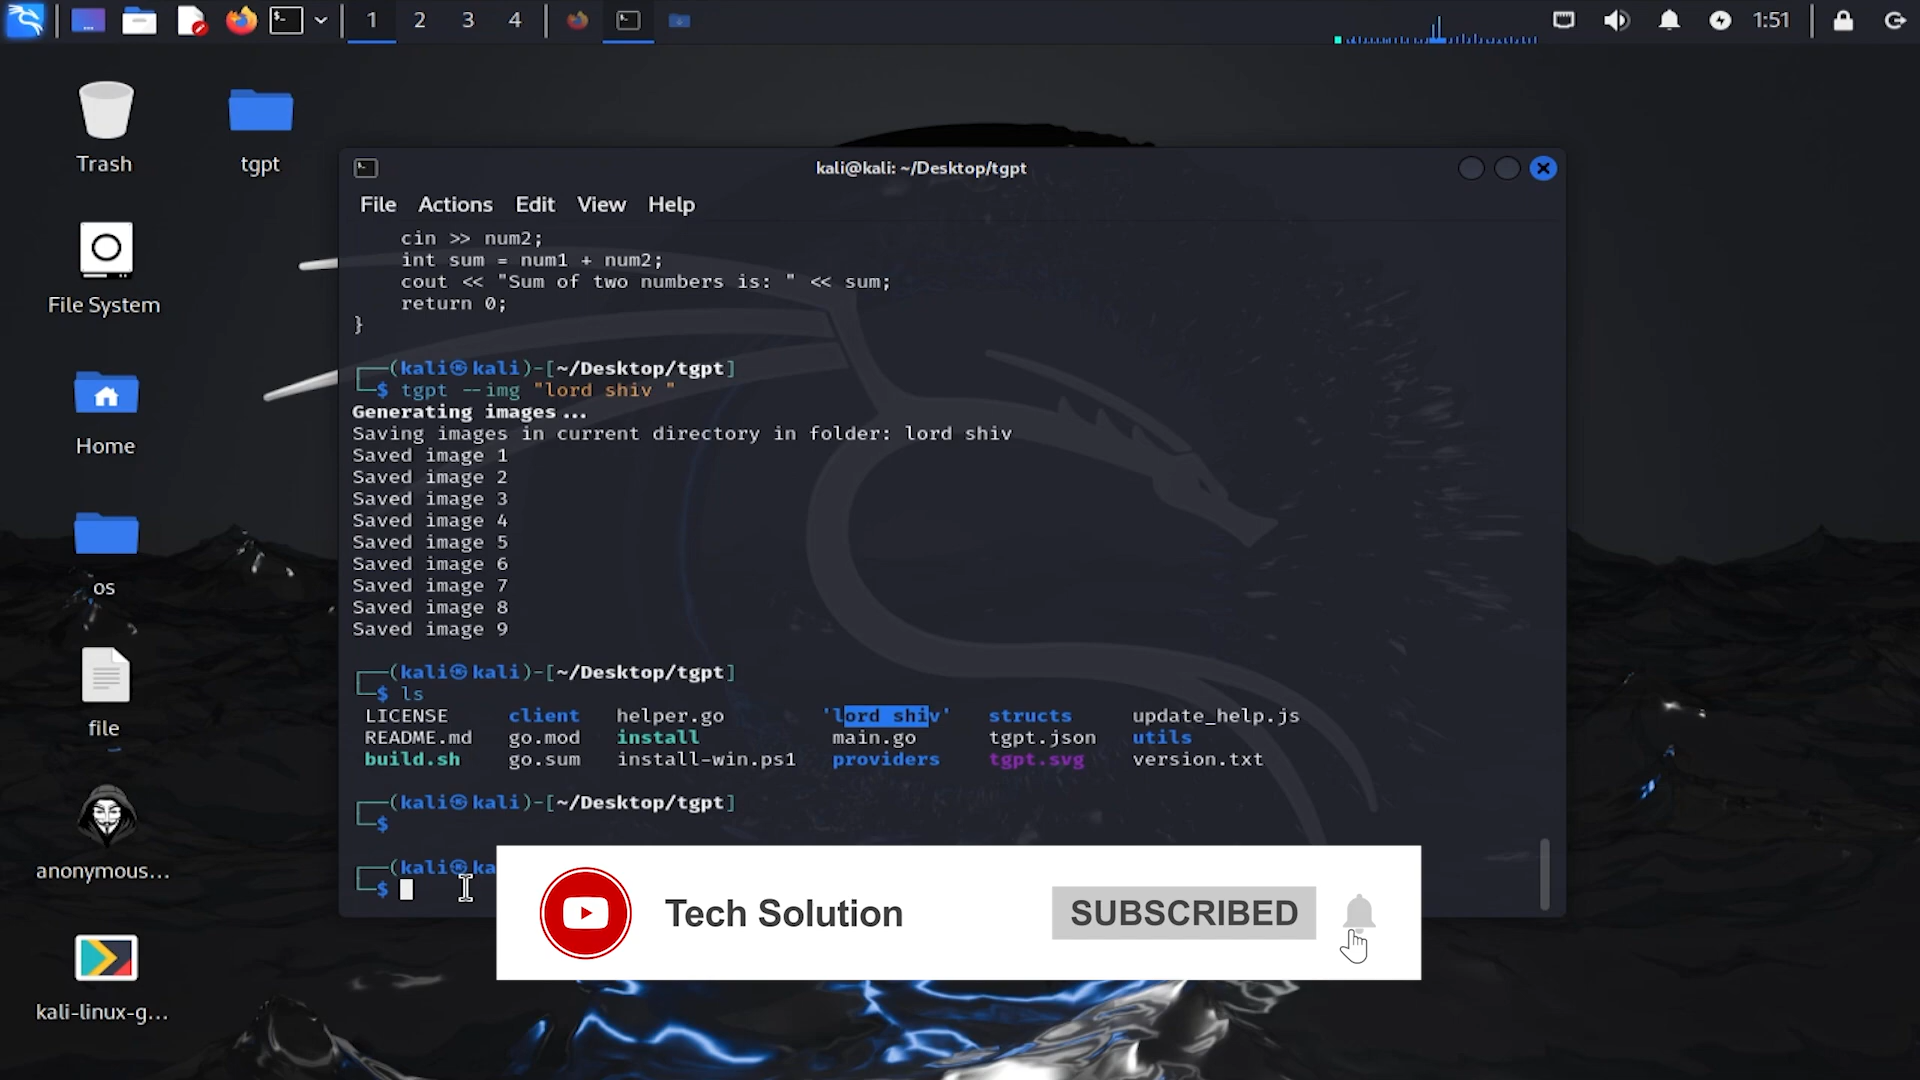 1 2 3 4 1:51
Trash
tgpt
File System
Home
os
file
anonymous...
kali-linux-g...
kali@kali: ~/Desktop/tgpt
File Actions Edit View Help
cin >> num2;
int sum = num1 + num2;
cout << "Sum of two numbers is: " << sum;
return 0;
}
(kali㉿kali)-[~/Desktop/tgpt]
$ tgpt --img "lord shiv "
Generating images...
Saving images in current directory in folder: lord shiv
Saved image 1
Saved image 2
Saved image 3
Saved image 4
Saved image 5
Saved image 6
Saved image 7
Saved image 8
Saved image 9
(kali㉿kali)-[~/Desktop/tgpt]
$ ls
LICENSE client helper.go 'lord shiv' structs update_help.js
README.md go.mod install main.go tgpt.json utils
build.sh go.sum install-win.ps1 providers tgpt.svg version.txt
(kali㉿kali)-[~/Desktop/tgpt]
$
(kali㉿ka
$
Tech Solution SUBSCRIBED